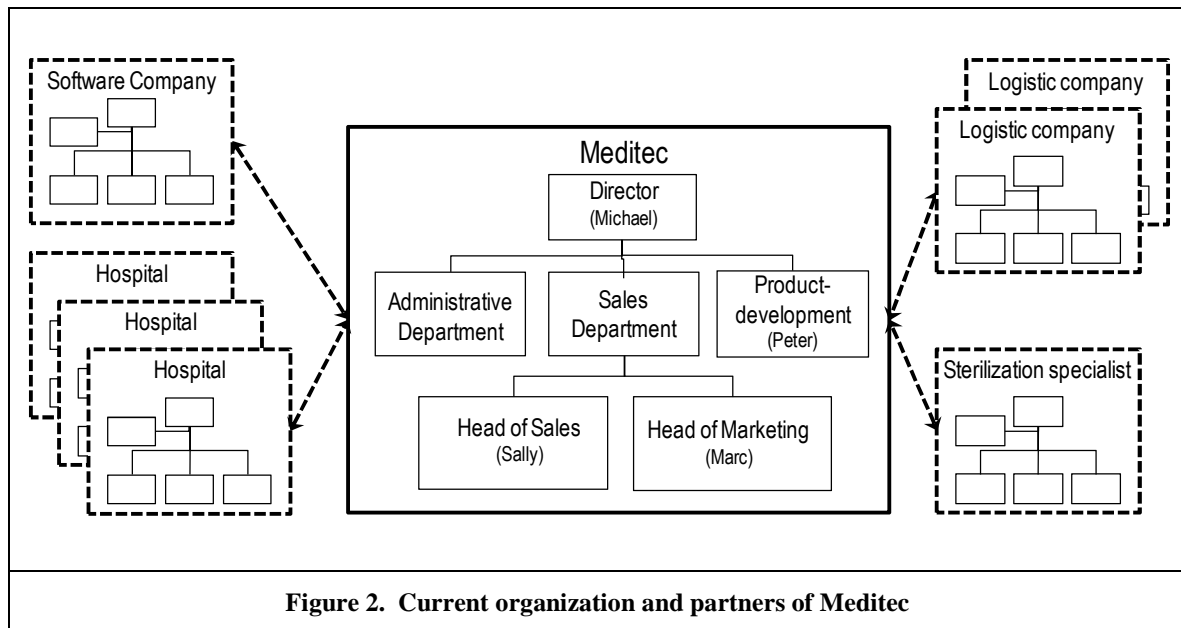 Software Company
Hospital
Hospital
Hospital
Meditec
Director
(Michael)
Administrative
Department
Sales
Department
Product-
development
(Peter)
Head of Sales
(Sally)
Head of Marketing
(Marc)
Logistic company
Logistic company
Sterilization specialist
Figure 2.  Current organization and partners of Meditec